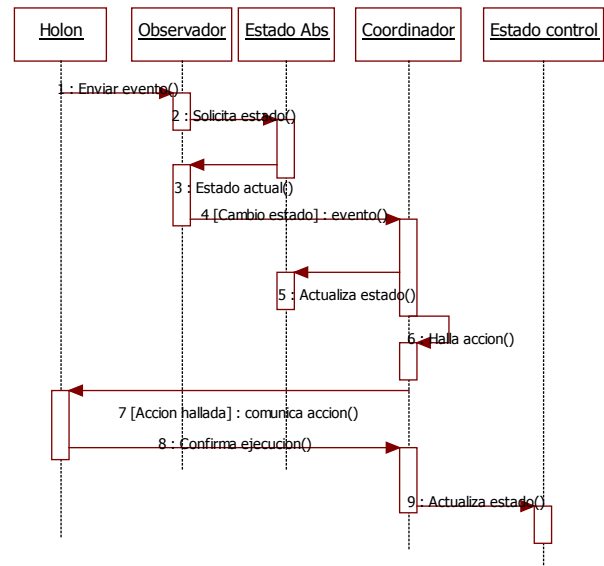 Holon
Observador
Estado Abs
Coordinador
Estado control
1 : Enviar evento()
2 : Solicita estado()
3 : Estado actual()
4 [Cambio estado] : evento()
5 : Actualiza estado()
6 : Halla accion()
7 [Accion hallada] : comunica accion()
8 : Confirma ejecucion()
9 : Actualiza estado()